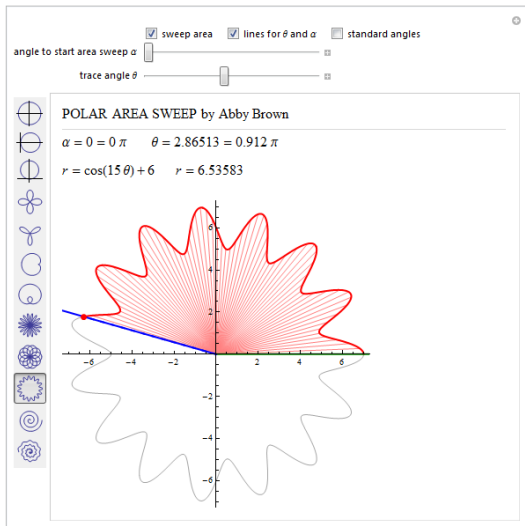 sweep area lines for θ and α standard angles
angle to start area sweep α
trace angle θ
POLAR AREA SWEEP by Abby Brown
α = 0 = 0 π θ = 2.86513 = 0.912 π
r = cos(15 θ) + 6 r = 6.53583
6
4
2
-6 -4 -2 2 4 6
-2
-4
-6